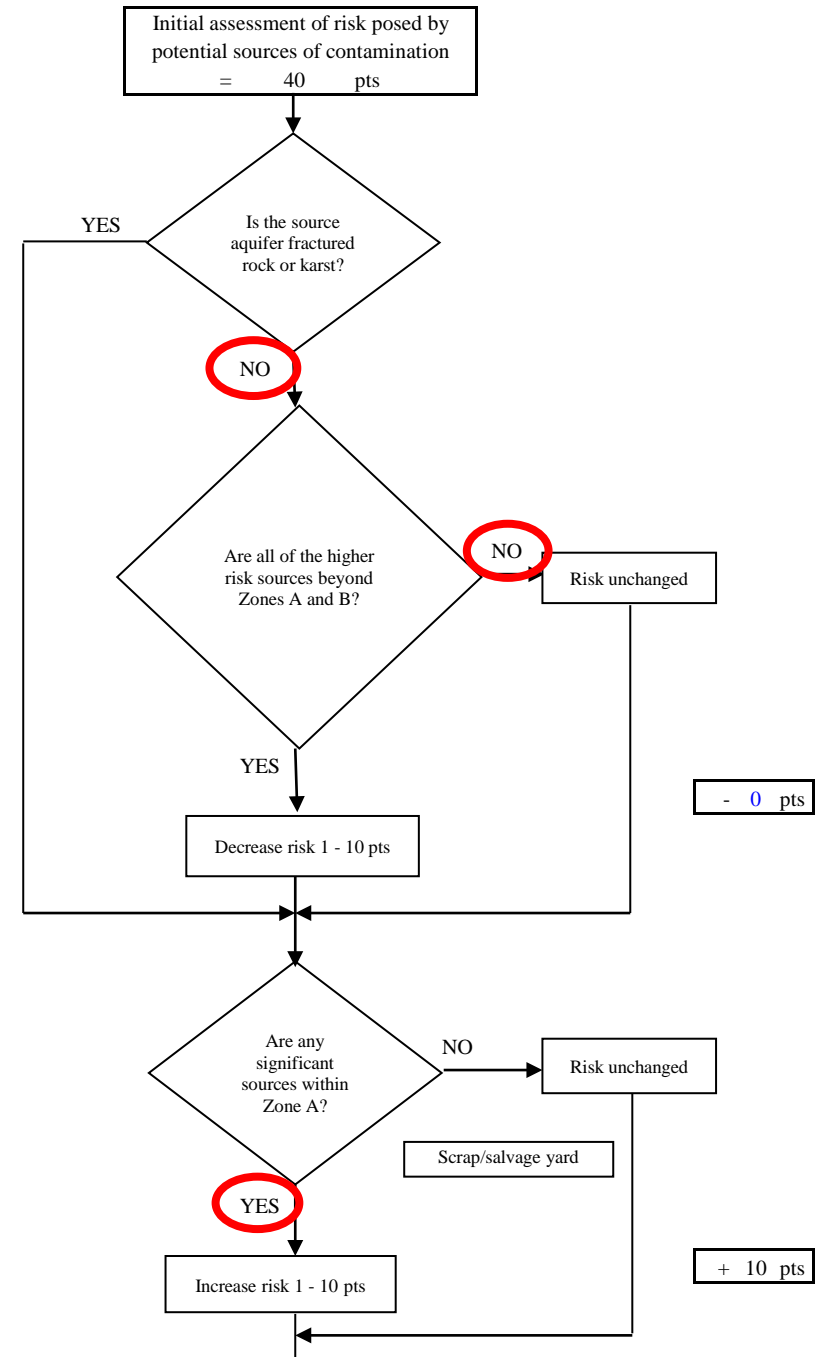 Initial assessment of risk posed by
potential sources of contamination
= 40 pts
YES
Is the source
aquifer fractured
rock or karst?
NO
Are all of the higher
risk sources beyond
Zones A and B?
NO
Risk unchanged
YES
- 0 pts
Decrease risk 1 - 10 pts
Are any
significant
sources within
Zone A?
NO
Risk unchanged
Scrap/salvage yard
YES
Increase risk 1 - 10 pts
+ 10 pts